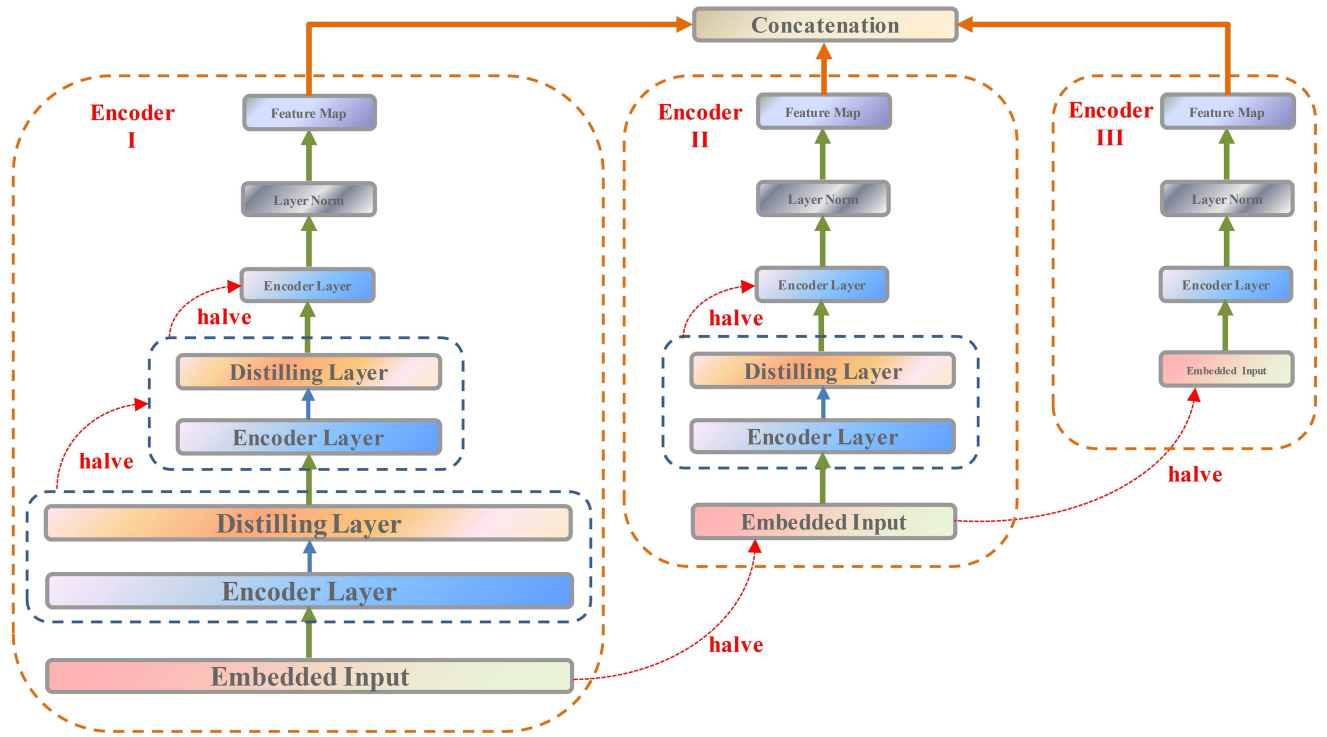 Concatenation
Encoder
I
Feature Map
Layer Norm
Encoder Layer
halve
Distilling Layer
Encoder Layer
halve
Distilling Layer
Encoder Layer
Embedded Input
halve
Encoder
II
Feature Map
Layer Norm
Encoder Layer
halve
Distilling Layer
Encoder Layer
Embedded Input
halve
Encoder
III
Feature Map
Layer Norm
Encoder Layer
Embedded Input